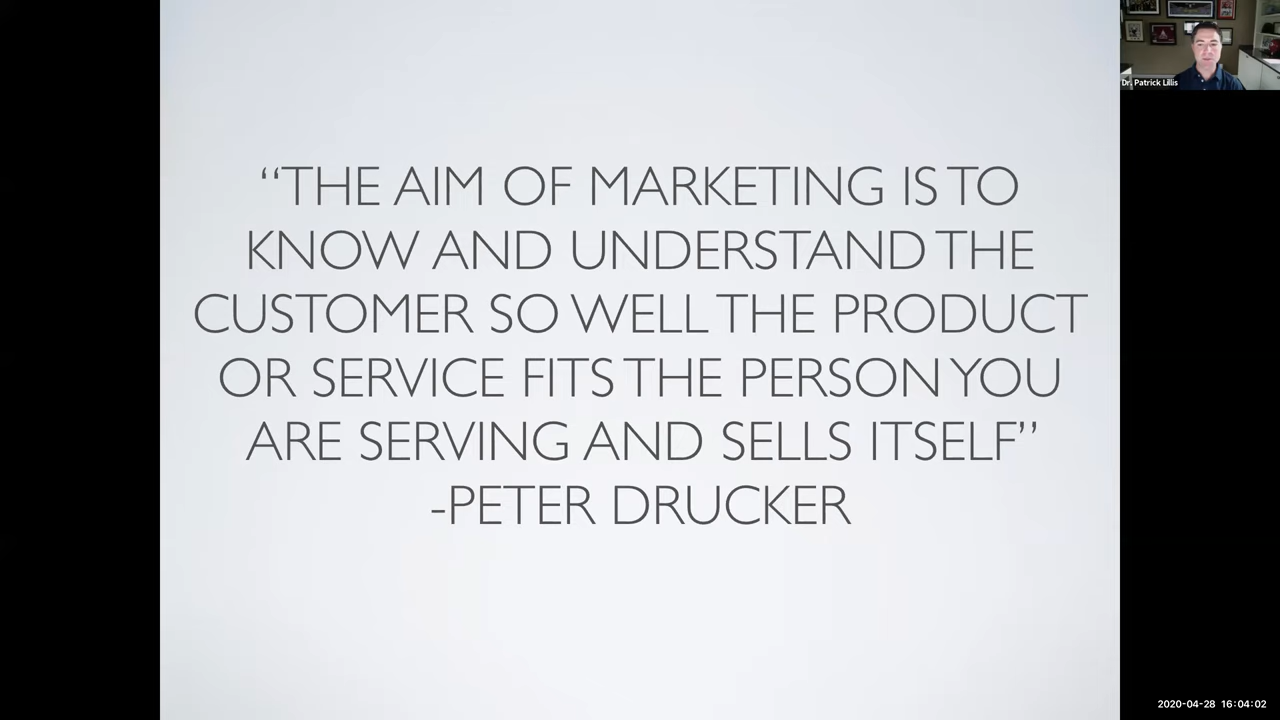 “THE AIM OF MARKETING IS TO
KNOW AND UNDERSTAND THE
CUSTOMER SO WELL THE PRODUCT
OR SERVICE FITS THE PERSON YOU
ARE SERVING AND SELLS ITSELF”
-PETER DRUCKER
Dr. Patrick Lillis
2020-04-28 16:04:02